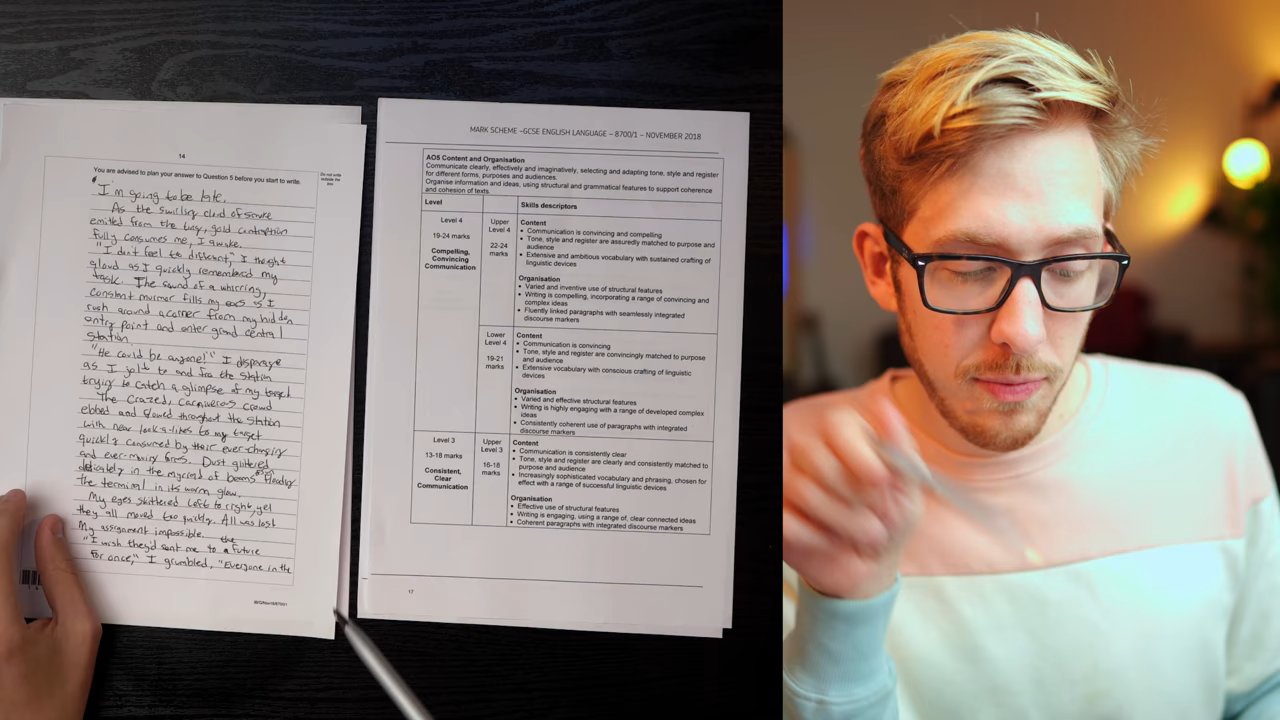 14
You are advised to plan your answer to Question 5 before you start to write.
Do not write
outside the
box
I'm going to be late.
As the swirling cloud of smoke
emitted from the tiny, gold contraption
fully consumes me, I awake.
"I don't feel to different," I thought
aloud as I quickly remembered my
task. The sound of a whirring,
constant murmer fills my ears as I
rush around a corner from my hidden
entry point and enter grand central
station.
"He could be anyone!" I disparage
as I jolt to and fro the station
trying to catch a glimpse of my target
The crazed, carniverous crowd
ebbed and flowed throughout the station
with near look-a-likes to my target
quickly consumed by their ever-changing
and ever-moving forms. Dust glittered
delicately in the myrind of beams
the terminal in its warm glow.
My eyes skittered left to right, yet
they all moved too quickly. All was lost
My assignment impossible.
"I wish they'd sent me to the future
for once," I grumbled, "Everyone in the
MARK SCHEME –GCSE ENGLISH LANGUAGE – 8700/1 – NOVEMBER 2018
AO5 Content and Organisation
Communicate clearly, effectively and imaginatively, selecting and adapting tone, style and register
for different forms, purposes and audiences.
Organise information and ideas, using structural and grammatical features to support coherence
and cohesion of texts.
Level
Skills descriptors
Level 4
19-24 marks
Compelling,
Convincing
Communication
Upper
Level 4
22-24
marks
Content
• Communication is convincing and compelling
• Tone, style and register are assuredly matched to purpose and
audience
• Extensive and ambitious vocabulary with sustained crafting of
linguistic devices
Organisation
• Varied and inventive use of structural features
• Writing is compelling, incorporating a range of convincing and
complex ideas
• Fluently linked paragraphs with seamlessly integrated
discourse markers
Lower
Level 4
19-21
marks
Content
• Communication is convincing
• Tone, style and register are convincingly matched to purpose
and audience
• Extensive vocabulary with conscious crafting of linguistic
devices
Organisation
• Varied and effective structural features
• Writing is highly engaging with a range of developed complex
ideas
• Consistently coherent use of paragraphs with integrated
discourse markers
Level 3
13-18 marks
Consistent,
Clear
Communication
Upper
Level 3
16-18
marks
Content
• Communication is consistently clear
• Tone, style and register are clearly and consistently matched to
purpose and audience
• Increasingly sophisticated vocabulary and phrasing, chosen for
effect with a range of successful linguistic devices
Organisation
• Effective use of structural features
• Writing is engaging, using a range of, clear connected ideas
• Coherent paragraphs with integrated discourse markers
17